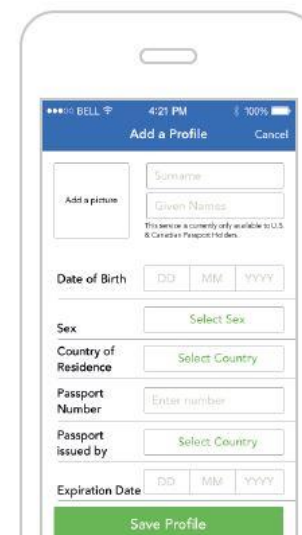 BELL 4:21 PM 100%
Add a Profile Cancel
Add a picture
Surname
Given Names
This service is currently only available to U.S.
& Canadian Passport Holders.
Date of Birth DD MM YYYY
Sex Select Sex
Country of
Residence Select Country
Passport
Number Enter number
Passport
issued by Select Country
Expiration Date DD MM YYYY
Save Profile